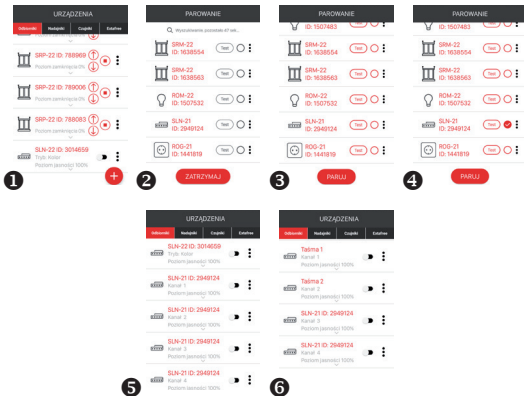 URZĄDZENIA
Odbiorniki Nadajniki Czujniki Extafree
SRP-22 ID: 788969
Poziom zamknięcia 0%
SRP-22 ID: 789006
Poziom zamknięcia 0%
SRP-22 ID: 788083
Poziom zamknięcia 0%
SLN-22 ID: 3014659
Tryb: Kolor
Poziom jasności 100%
+
1
PAROWANIE
Wyszukiwanie, pozostało 47 sek...
SRM-22
ID: 1638554
Test
SRM-22
ID: 1638563
Test
ROM-22
ID: 1507532
Test
SLN-21
ID: 2949124
Test
ROG-21
ID: 1441819
Test
ZATRZYMAJ
2
PAROWANIE
ID: 1507483
SRM-22
ID: 1638554
Test
SRM-22
ID: 1638563
Test
ROM-22
ID: 1507532
Test
SLN-21
ID: 2949124
Test
ROG-21
ID: 1441819
Test
PARUJ
3
PAROWANIE
ID: 1507483
SRM-22
ID: 1638554
Test
SRM-22
ID: 1638563
Test
ROM-22
ID: 1507532
Test
SLN-21
ID: 2949124
Test
ROG-21
ID: 1441819
Test
PARUJ
4
URZĄDZENIA
Odbiorniki Nadajniki Czujniki Extafree
SLN-22 ID: 3014659
Tryb: Kolor
Poziom jasności 100%
SLN-21 ID: 2949124
Kanał 1
Poziom jasności 100%
SLN-21 ID: 2949124
Kanał 2
Poziom jasności 100%
SLN-21 ID: 2949124
Kanał 3
Poziom jasności 100%
SLN-21 ID: 2949124
Kanał 4
Poziom jasności 100%
5
URZĄDZENIA
Odbiorniki Nadajniki Czujniki Extafree
Taśma 1
Kanał 1
Poziom jasności 100%
Taśma 2
Kanał 2
Poziom jasności 100%
SLN-21 ID: 2949124
Kanał 3
Poziom jasności 100%
SLN-21 ID: 2949124
Kanał 4
Poziom jasności 100%
6